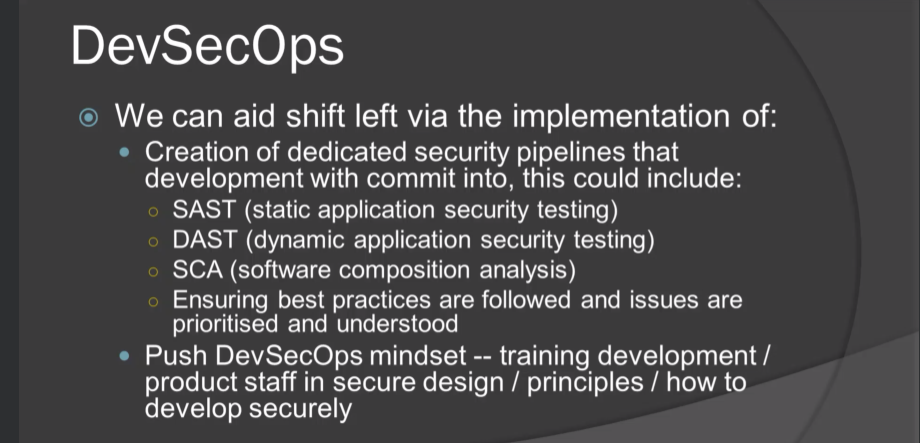 DevSecOps
We can aid shift left via the implementation of:
Creation of dedicated security pipelines that
development with commit into, this could include:
SAST (static application security testing)
DAST (dynamic application security testing)
SCA (software composition analysis)
Ensuring best practices are followed and issues are
prioritised and understood
Push DevSecOps mindset -- training development /
product staff in secure design / principles / how to
develop securely